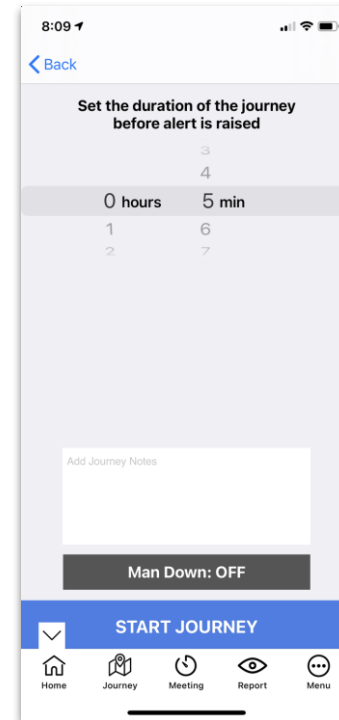 8:09
Back
Set the duration of the journey
before alert is raised
3
4
0 hours 5 min
1 6
2 7
Add Journey Notes
Man Down: OFF
START JOURNEY
Home Journey Meeting Report Menu